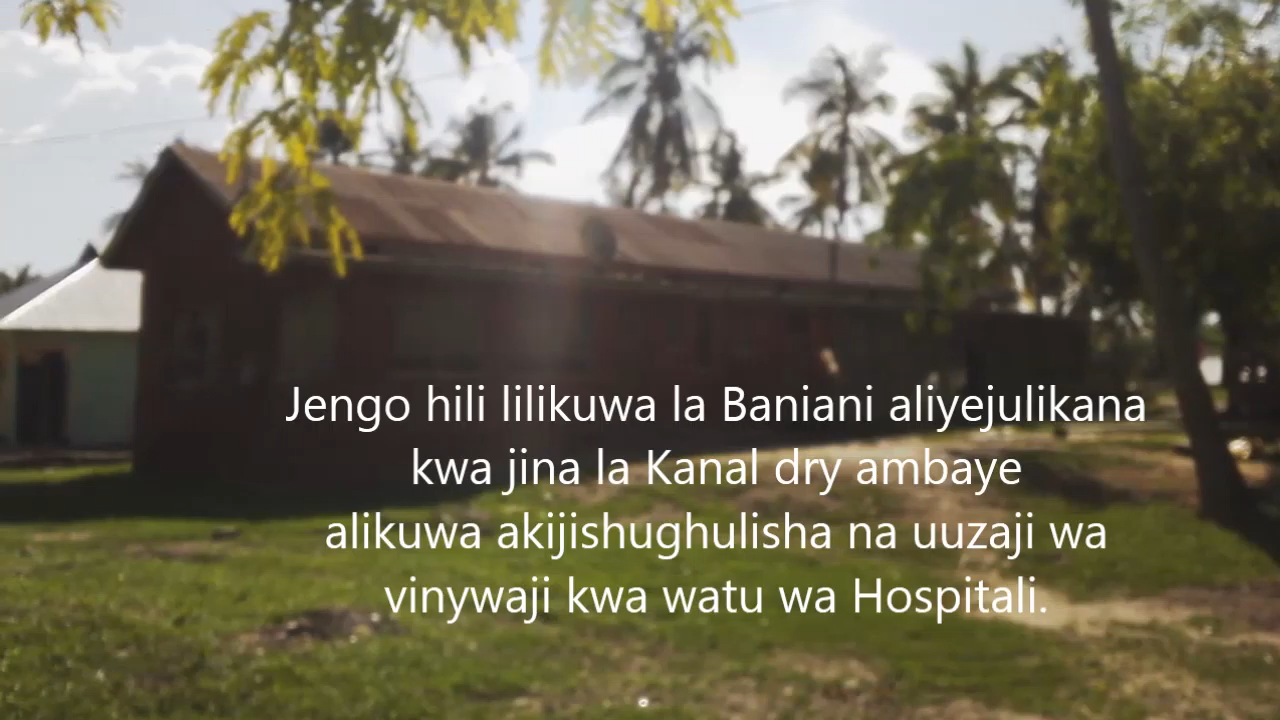 Jengo hili lilikuwa la Baniani aliyejulikana
kwa jina la Kanal dry ambaye
alikuwa akijishughulisha na uuzaji wa
vinywaji kwa watu wa Hospitali.